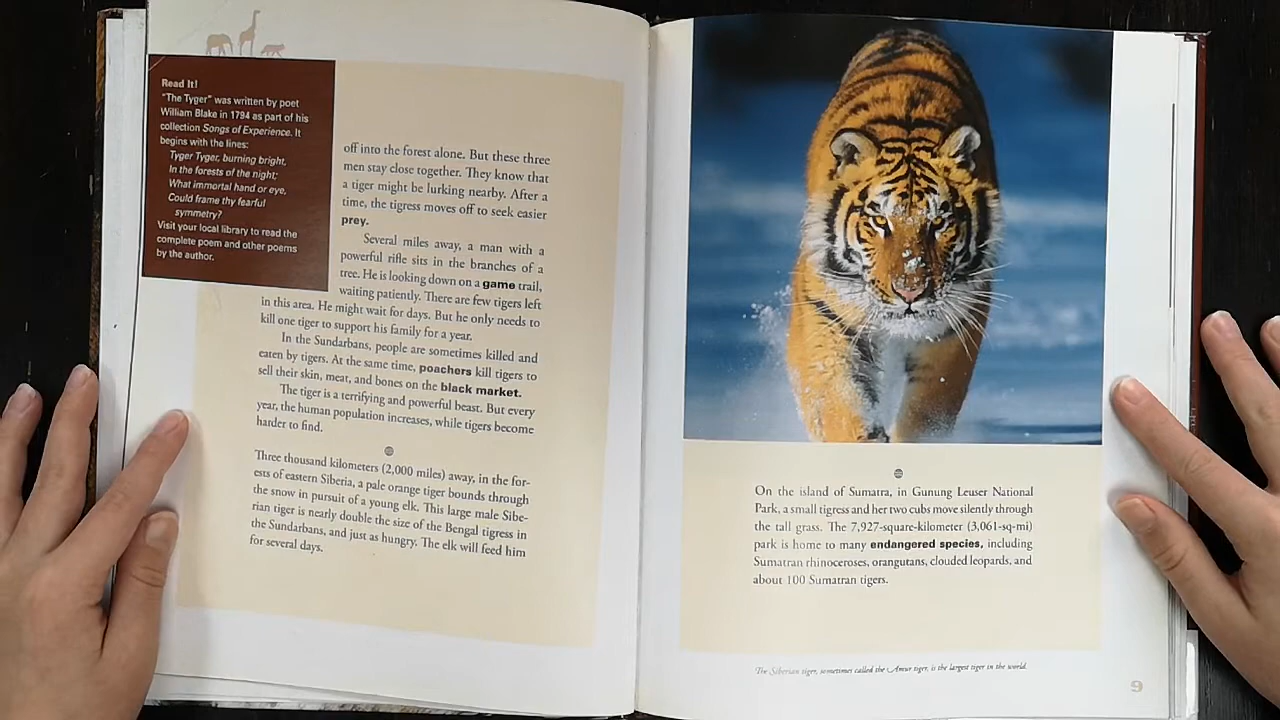 Read It!
"The Tyger" was written by poet
William Blake in 1794 as part of his
collection Songs of Experience. It
begins with the lines:
Tyger Tyger, burning bright,
In the forests of the night;
What immortal hand or eye,
Could frame thy fearful
symmetry?
Visit your local library to read the
complete poem and other poems
by the author.
off into the forest alone. But these three
men stay close together. They know that
a tiger might be lurking nearby. After a
time, the tigress moves off to seek easier
prey.
Several miles away, a man with a
powerful rifle sits in the branches of a
tree. He is looking down on a game trail,
waiting patiently. There are few tigers left
in this area. He might wait for days. But he only needs to
kill one tiger to support his family for a year.
In the Sundarbans, people are sometimes killed and
eaten by tigers. At the same time, poachers kill tigers to
sell their skin, meat, and bones on the black market.
The tiger is a terrifying and powerful beast. But every
year, the human population increases, while tigers become
harder to find.
Three thousand kilometers (2,000 miles) away, in the for-
ests of eastern Siberia, a pale orange tiger bounds through
the snow in pursuit of a young elk. This large male Sibe-
rian tiger is nearly double the size of the Bengal tigress in
the Sundarbans, and just as hungry. The elk will feed him
for several days.
On the island of Sumatra, in Gunung Leuser National
Park, a small tigress and her two cubs move silently through
the tall grass. The 7,927-square-kilometer (3,061-sq-mi)
park is home to many endangered species, including
Sumatran rhinoceroses, orangutans, clouded leopards, and
about 100 Sumatran tigers.
The Siberian tiger, sometimes called the Amur tiger, is the largest tiger in the world.
9